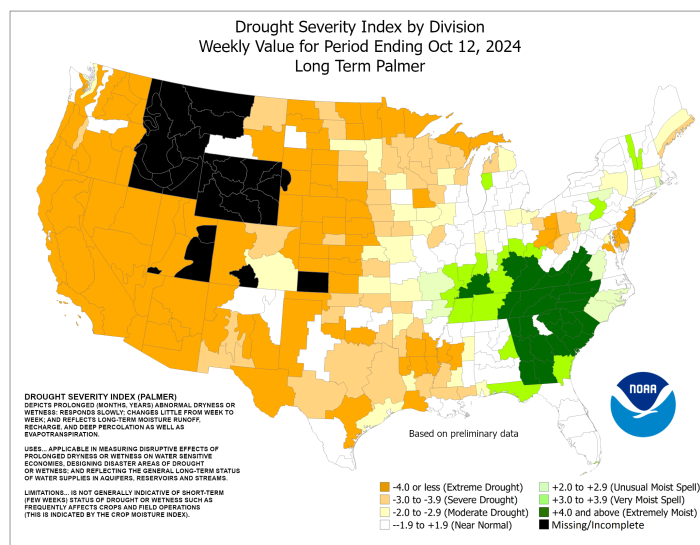 Drought Severity Index by Division
Weekly Value for Period Ending Oct 12, 2024
Long Term Palmer
DROUGHT SEVERITY INDEX (PALMER)
DEPICTS PROLONGED (MONTHS, YEARS) ABNORMAL DRYNESS OR
WETNESS; RESPONDS SLOWLY; CHANGES LITTLE FROM WEEK TO
WEEK; AND REFLECTS LONG-TERM MOISTURE RUNOFF,
RECHARGE, AND DEEP PERCOLATION AS WELL AS
EVAPOTRANSPIRATION.
USES... APPLICABLE IN MEASURING DISRUPTIVE EFFECTS OF
PROLONGED DRYNESS OR WETNESS ON WATER SENSITIVE
ECONOMIES, DESIGNING DISASTER AREAS OF DROUGHT
OR WETNESS; AND REFLECTING THE GENERAL LONG-TERM STATUS
OF WATER SUPPLIES IN AQUIFERS, RESERVOIRS AND STREAMS.
LIMITATIONS... IS NOT GENERALLY INDICATIVE OF SHORT-TERM
(FEW WEEKS) STATUS OF DROUGHT OR WETNESS SUCH AS
FREQUENTLY AFFECTS CROPS AND FIELD OPERATIONS
(THIS IS INDICATED BY THE CROP MOISTURE INDEX).
NOAA
Based on preliminary data
-4.0 or less (Extreme Drought)
-3.0 to -3.9 (Severe Drought)
-2.0 to -2.9 (Moderate Drought)
--1.9 to +1.9 (Near Normal)
+2.0 to +2.9 (Unusual Moist Spell)
+3.0 to +3.9 (Very Moist Spell)
+4.0 and above (Extremely Moist)
Missing/Incomplete